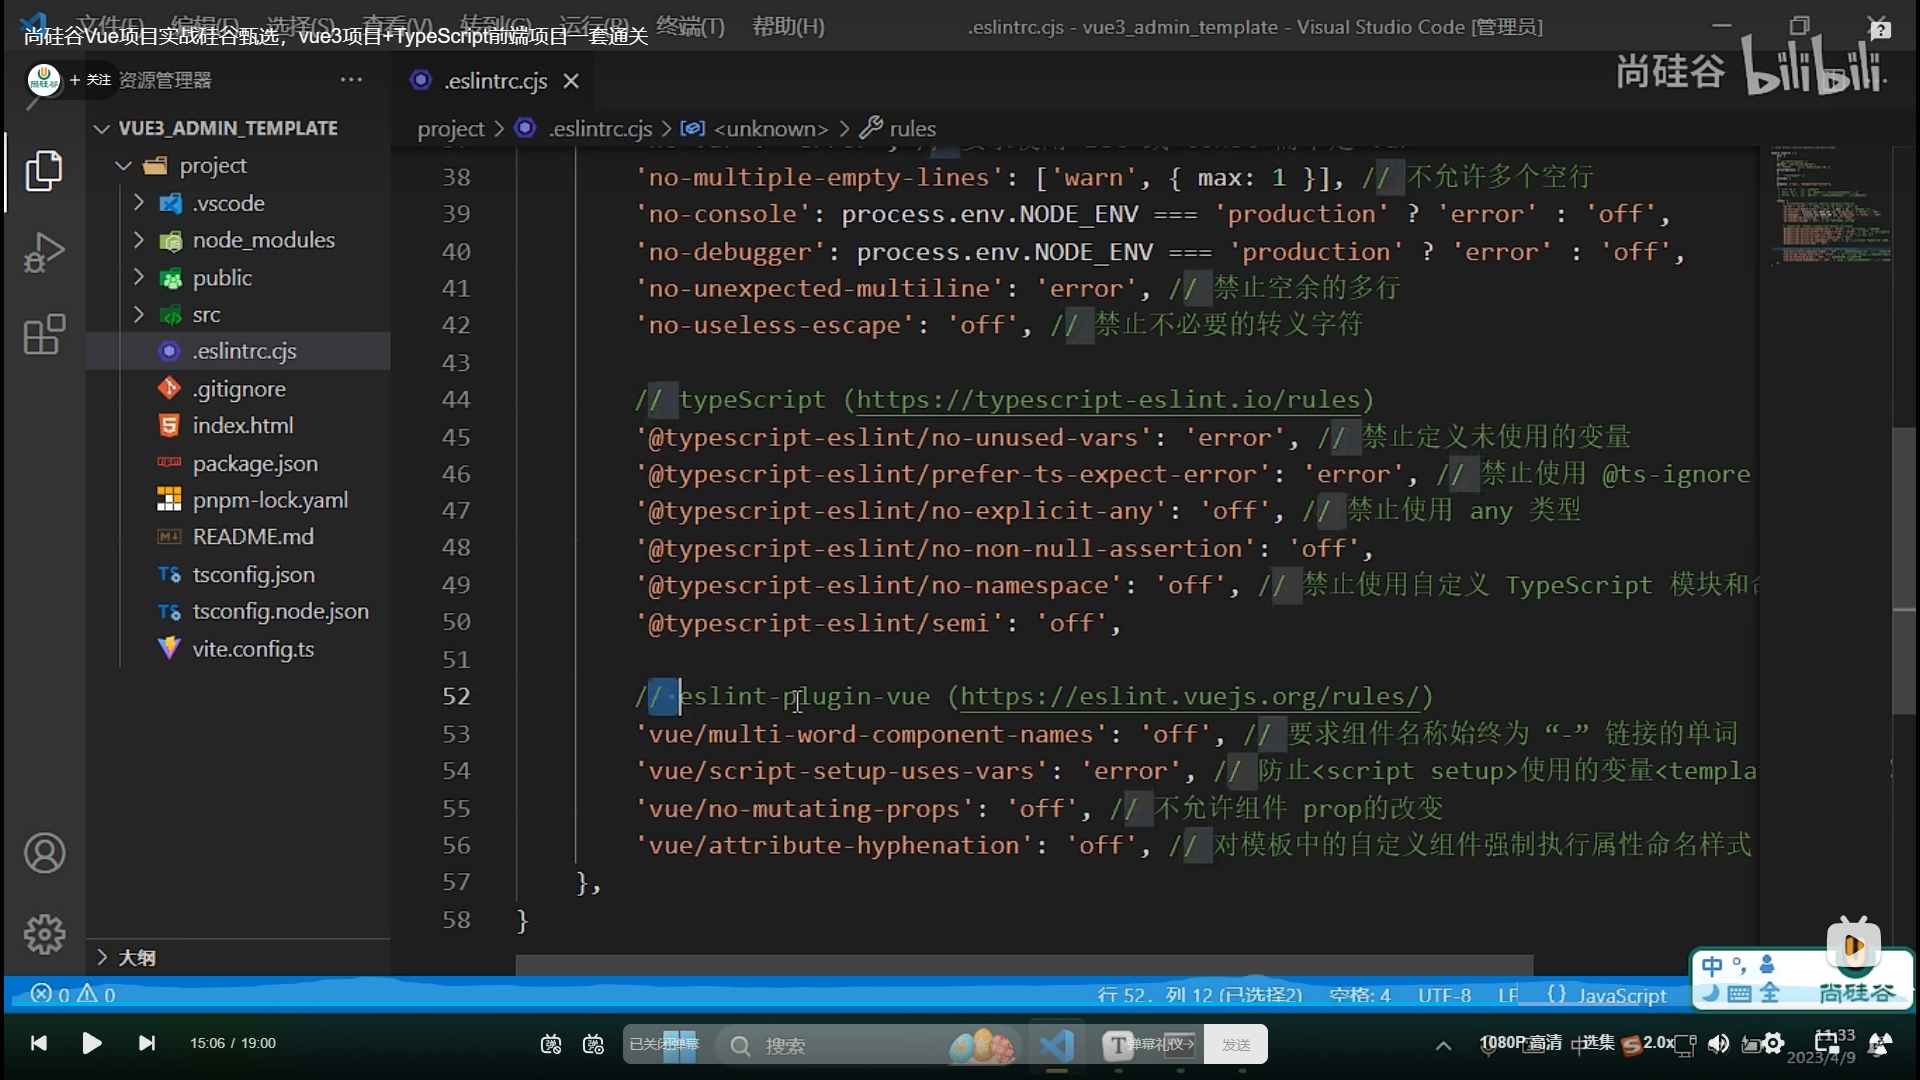 文件(F) 编辑(E) 选择(S) 查看(V) 转到(G) 运行(R) 终端(T) 帮助(H)
.eslintrc.cjs - vue3_admin_template - Visual Studio Code [管理员]
尚硅谷Vue项目实战硅谷甄选，vue3项目+TypeScript前端项目一套通关
+ 关注
资源管理器
.eslintrc.cjs
尚硅谷 bilibili
VUE3_ADMIN_TEMPLATE
project > .eslintrc.cjs > <unknown> > rules
project
.vscode
node_modules
public
src
.eslintrc.cjs
.gitignore
index.html
package.json
pnpm-lock.yaml
README.md
tsconfig.json
tsconfig.node.json
vite.config.ts
大纲
38 'no-multiple-empty-lines': ['warn', { max: 1 }], // 不允许多个空行
39 'no-console': process.env.NODE_ENV === 'production' ? 'error' : 'off',
40 'no-debugger': process.env.NODE_ENV === 'production' ? 'error' : 'off',
41 'no-unexpected-multiline': 'error', // 禁止空余的多行
42 'no-useless-escape': 'off', // 禁止不必要的转义字符
43
44 // typeScript (https://typescript-eslint.io/rules)
45 '@typescript-eslint/no-unused-vars': 'error', // 禁止定义未使用的变量
46 '@typescript-eslint/prefer-ts-expect-error': 'error', // 禁止使用 @ts-ignore
47 '@typescript-eslint/no-explicit-any': 'off', // 禁止使用 any 类型
48 '@typescript-eslint/no-non-null-assertion': 'off',
49 '@typescript-eslint/no-namespace': 'off', // 禁止使用自定义 TypeScript 模块和
50 '@typescript-eslint/semi': 'off',
51
52 // eslint-plugin-vue (https://eslint.vuejs.org/rules/)
53 'vue/multi-word-component-names': 'off', // 要求组件名称始终为 “-” 链接的单词
54 'vue/script-setup-uses-vars': 'error', // 防止<script setup>使用的变量<templa
55 'vue/no-mutating-props': 'off', // 不允许组件 prop的改变
56 'vue/attribute-hyphenation': 'off', // 对模板中的自定义组件强制执行属性命名样式
57 },
58 }
0 0
行 52，列 12 (已选择2) 空格: 4 UTF-8 LF {} JavaScript
中 °,
全
尚硅谷
15:06 / 19:00
已关闭弹幕
搜索
弹幕礼仪
发送
1080P 高清
中
选集
2.0x
11:33
2023/4/9